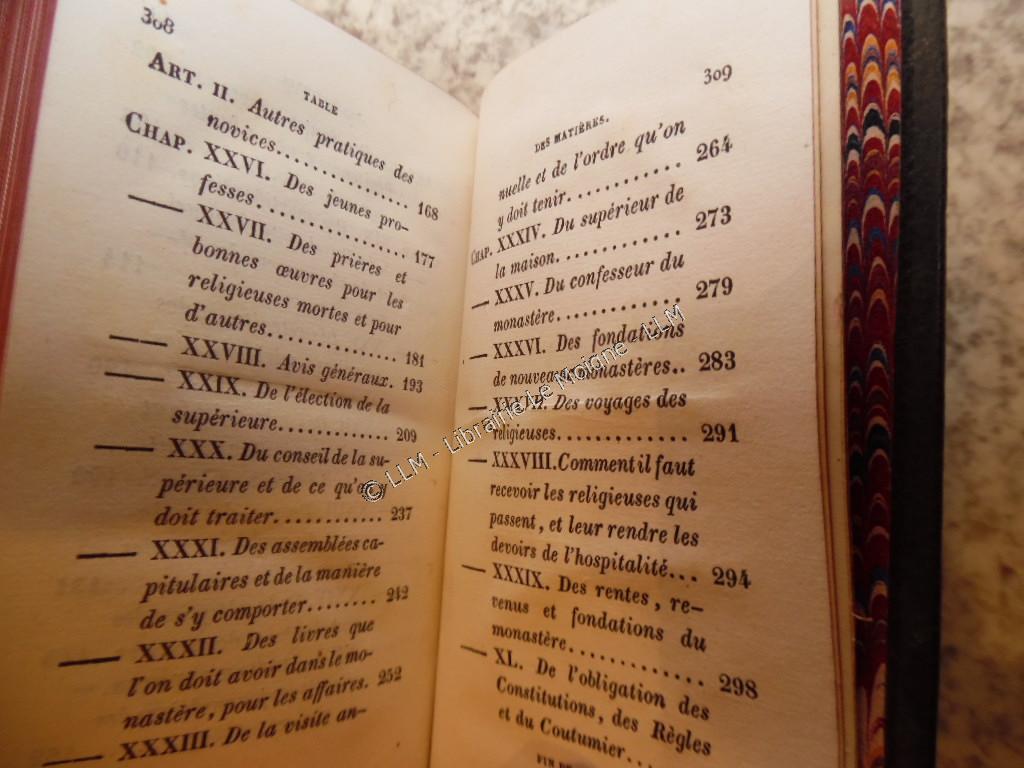 308
TABLE
ART. II. Autres pratiques des
novices.................. 168
CHAP. XXVI. Des jeunes pro-
fesses.................... 177
—— XXVII. Des prières et
bonnes œuvres pour les
religieuses mortes et pour
d'autres.................. 181
—— XXVIII. Avis généraux. 193
—— XXIX. De l'élection de la
supérieure............ 209
—— XXX. Du conseil de la su-
périeure et de ce qu'on y
doit traiter............ 237
—— XXXI. Des assemblées ca-
pitulaires et de la manière
de s'y comporter........ 242
—— XXXII. Des livres que
l'on doit avoir dans le mo-
nastère, pour les affaires. 252
—— XXXIII. De la visite an-
309
DES MATIÈRES.
nuelle et de l'ordre qu'on
y doit tenir............ 264
CHAP. XXXIV. Du supérieur de
la maison............ 273
— XXXV. Du confesseur du
monastère............ 279
— XXXVI. Des fondations
de nouveaux monastères.. 283
— XXXVII. Des voyages des
religieuses............ 291
— XXXVIII. Comment il faut
recevoir les religieuses qui
passent, et leur rendre les
devoirs de l'hospitalité... 294
— XXXIX. Des rentes, re-
venus et fondations du
monastère............ 298
— XL. De l'obligation des
Constitutions, des Règles
et du Coutumier...
FIN
© LLM - Librairie Le Moigne - LLM